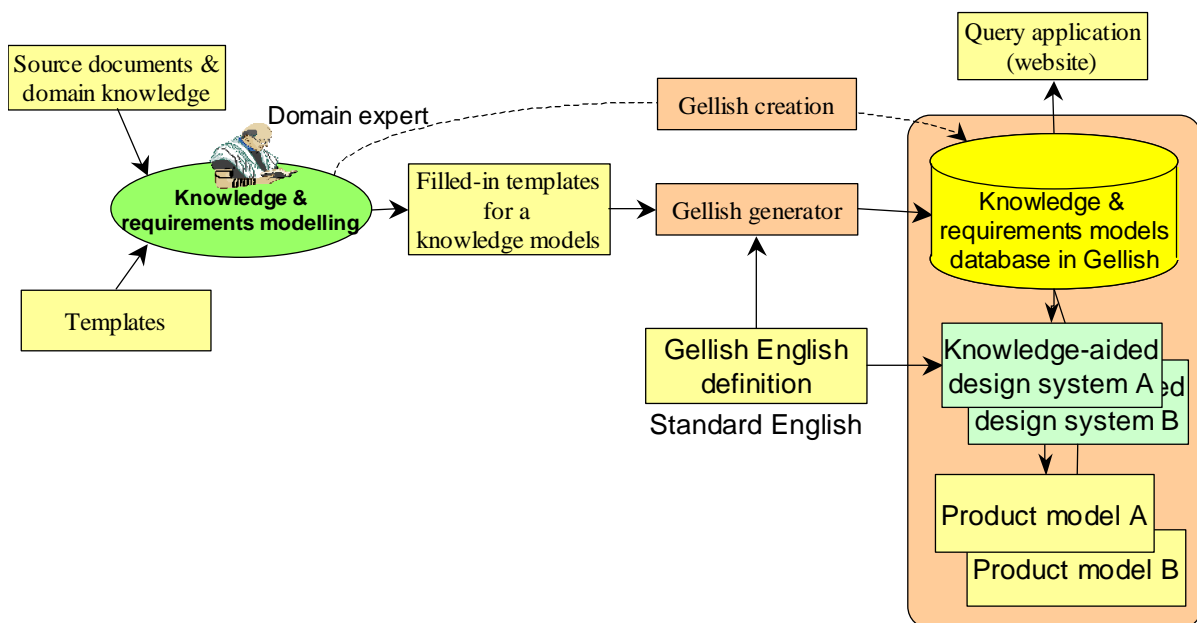 Source documents &
domain knowledge
Domain expert
Knowledge &
requirements modelling
Templates
Filled-in templates
for a
knowledge models
Gellish creation
Gellish generator
Gellish English
definition
Standard English
Query application
(website)
Knowledge &
requirements models
database in Gellish
Knowledge-aided
design system A
ed
design system B
Product model A
Product model B